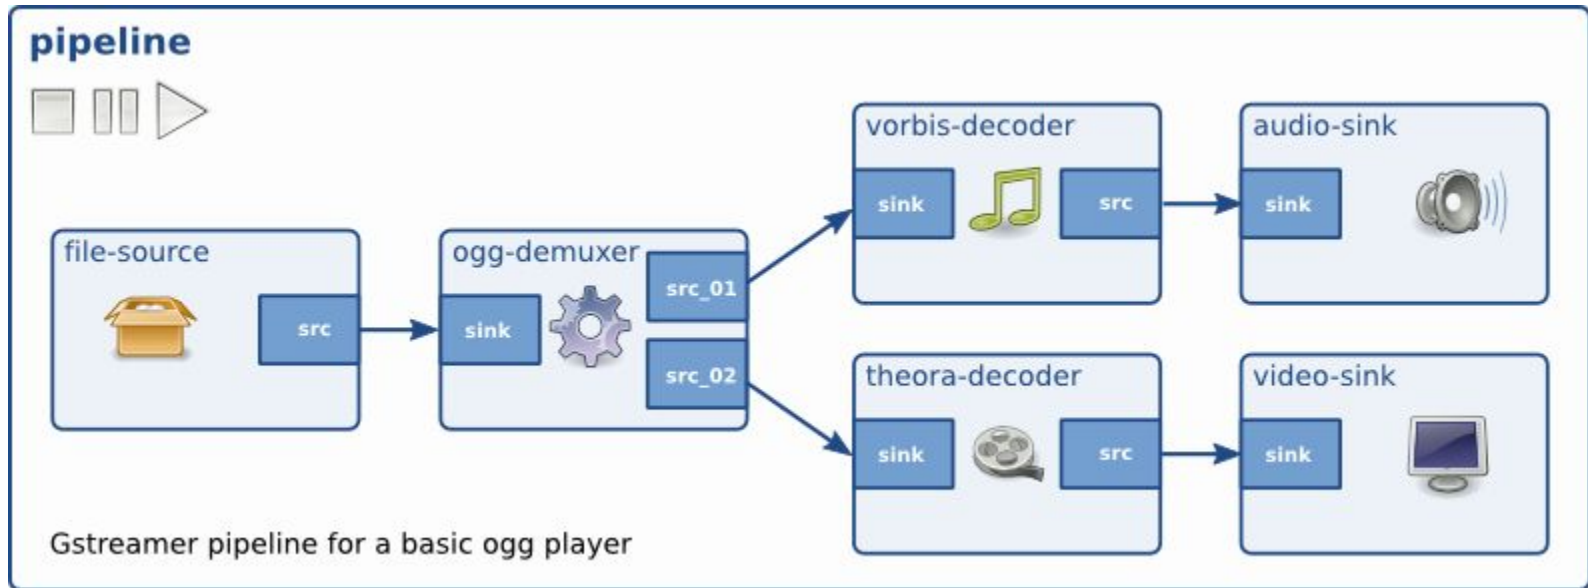 pipeline
file-source
src
ogg-demuxer
sink
src_01
src_02
vorbis-decoder
sink
src
audio-sink
sink
theora-decoder
sink
src
video-sink
sink
Gstreamer pipeline for a basic ogg player